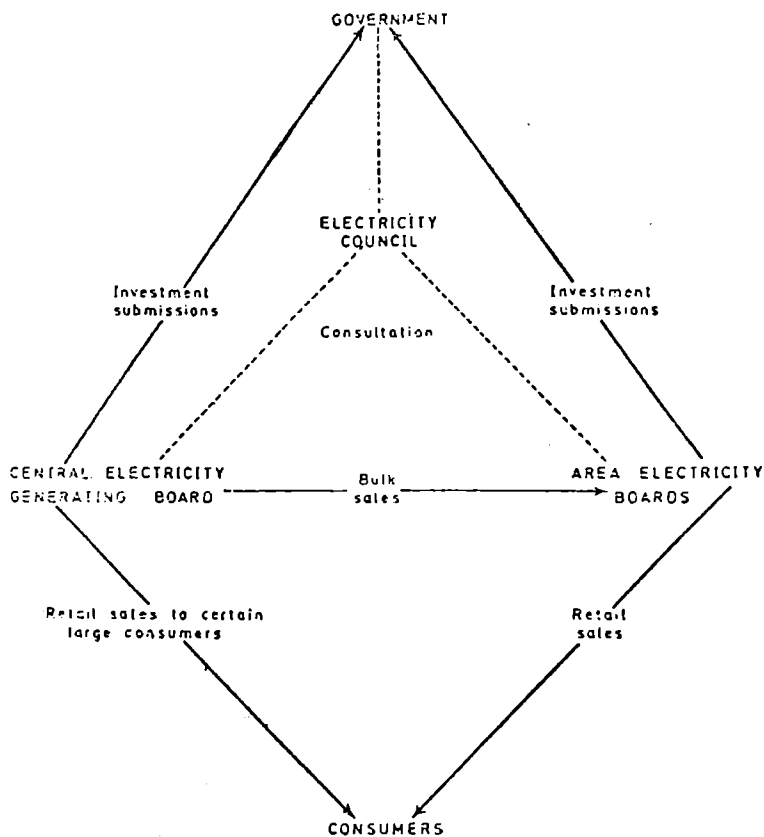 GOVERNMENT
ELECTRICITY
COUNCIL
Investment
submissions
Investment
submissions
Consultation
CENTRAL ELECTRICITY
GENERATING BOARD
Bulk
sales
AREA ELECTRICITY
BOARDS
Retail sales to certain
large consumers
Retail
sales
CONSUMERS